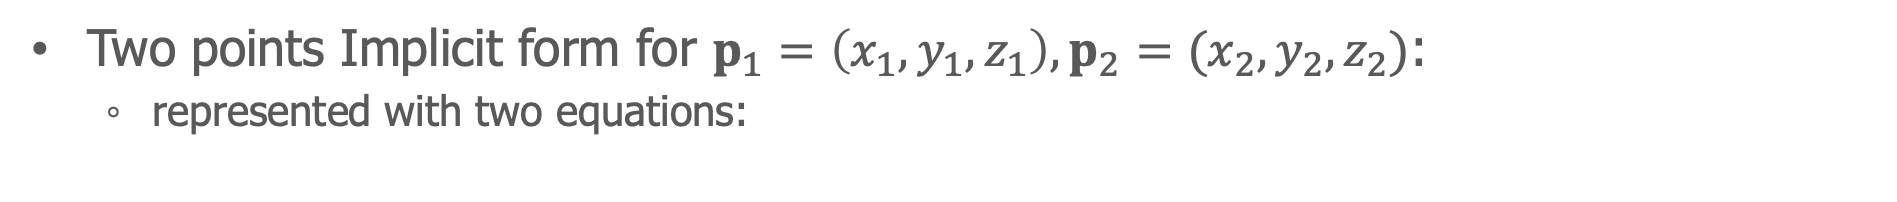 • Two points Implicit form for 𝐩₁ = (𝑥₁, 𝑦₁, 𝑧₁), 𝐩₂ = (𝑥₂, 𝑦₂, 𝑧₂):
◦ represented with two equations: